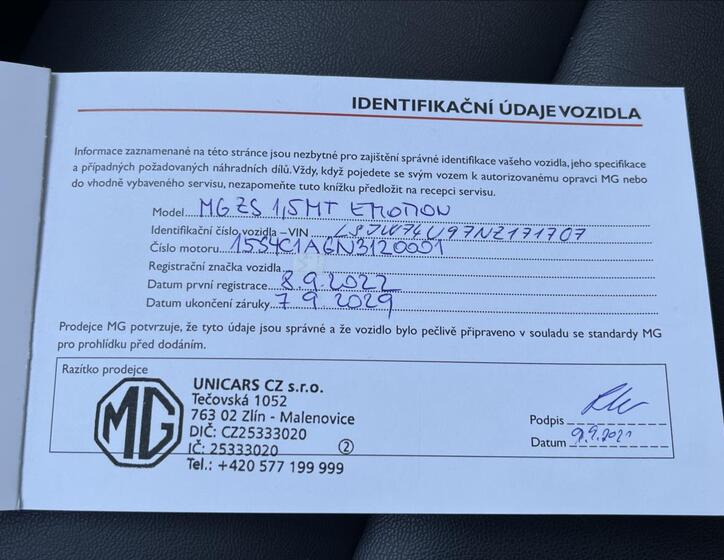 IDENTIFIKAČNÍ ÚDAJE VOZIDLA
Informace zaznamenané na této stránce jsou nezbytné pro zajištění správné identifikace vašeho vozidla, jeho specifikace
a případných požadovaných náhradních dílů. Vždy, když pojedete se svým vozem k autorizovanému opravci MG nebo
do vhodně vybaveného servisu, nezapomeňte tuto knížku předložit na recepci servisu.
Model MG ZS 1,5MT EMOTION
Identifikační číslo vozidla – VIN LSJW74U97NZ171707
Číslo motoru 15S4C1AGN3120001
Registrační značka vozidla
Datum první registrace 8.9.2022
Datum ukončení záruky 7.9.2029
Prodejce MG potvrzuje, že tyto údaje jsou správné a že vozidlo bylo pečlivě připraveno v souladu se standardy MG
pro prohlídku před dodáním.
Razítko prodejce
MG
UNICARS CZ s.r.o.
Tečovská 1052
763 02 Zlín - Malenovice
DIČ: CZ25333020
IČ: 25333020 2
Tel.: +420 577 199 999
Podpis
Datum